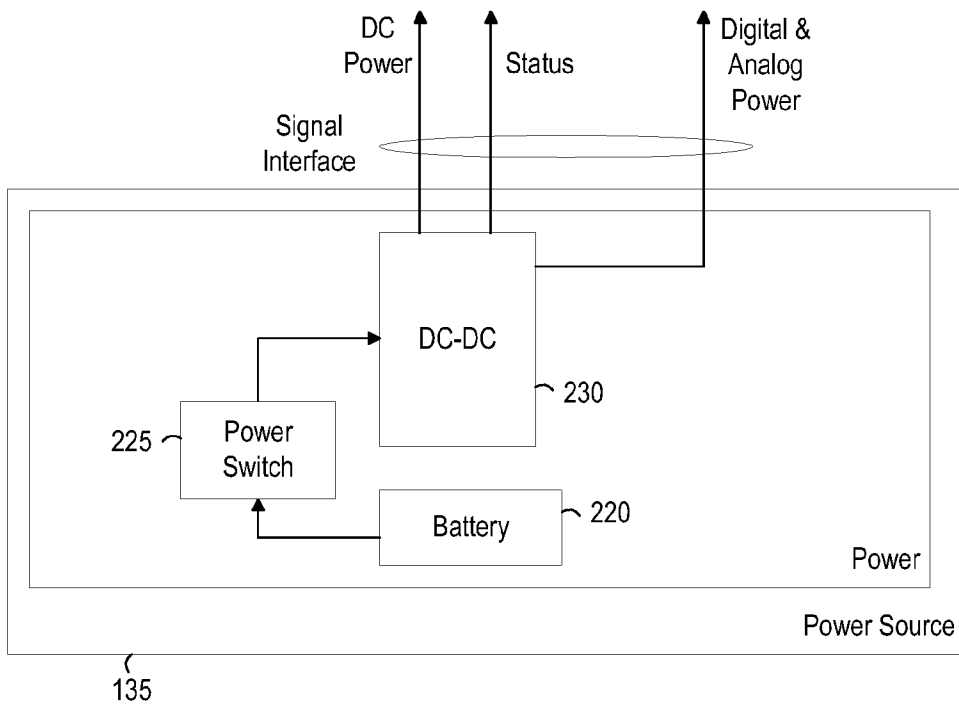 DC
Power
Status
Digital &
Analog
Power
Signal
Interface
DC-DC
230
225
Power
Switch
Battery
220
Power
Power Source
135